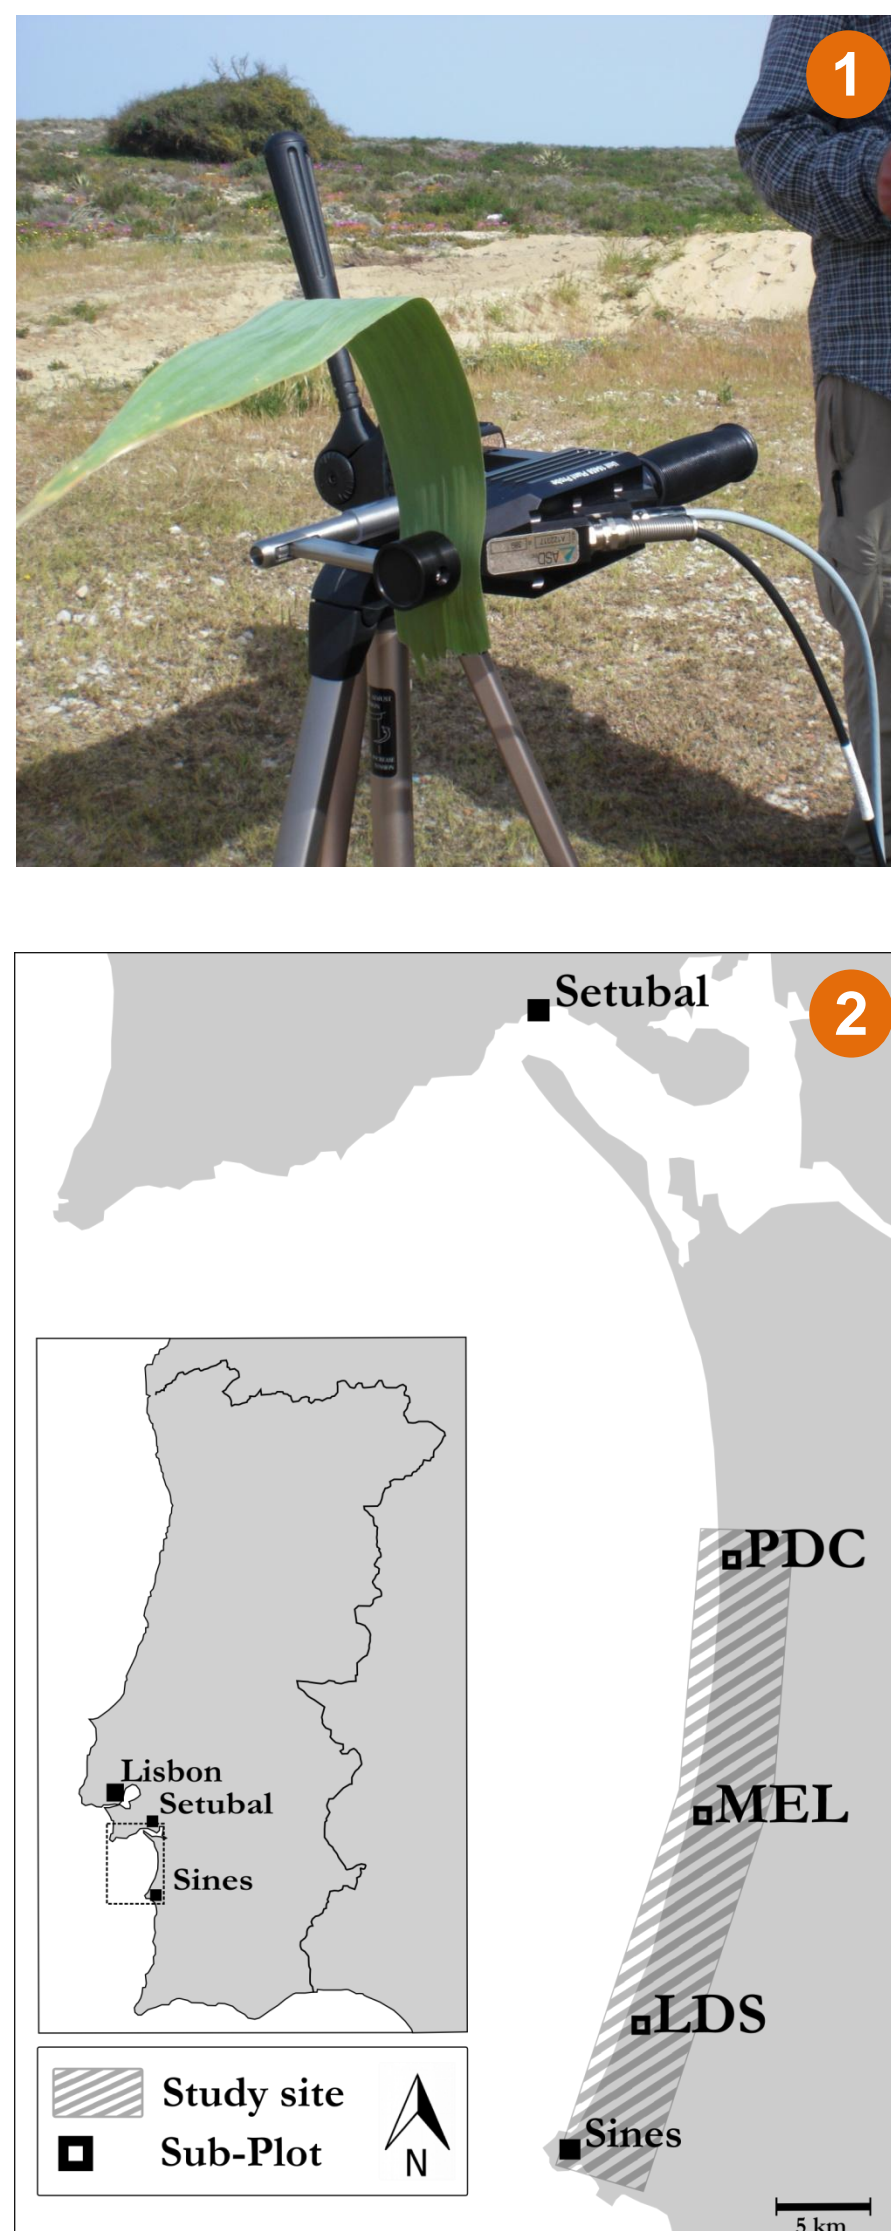 1
ASD
2
Setubal
PDC
MEL
LDS
Sines
Lisbon
Setubal
Sines
Study site
Sub-Plot
N
5 km